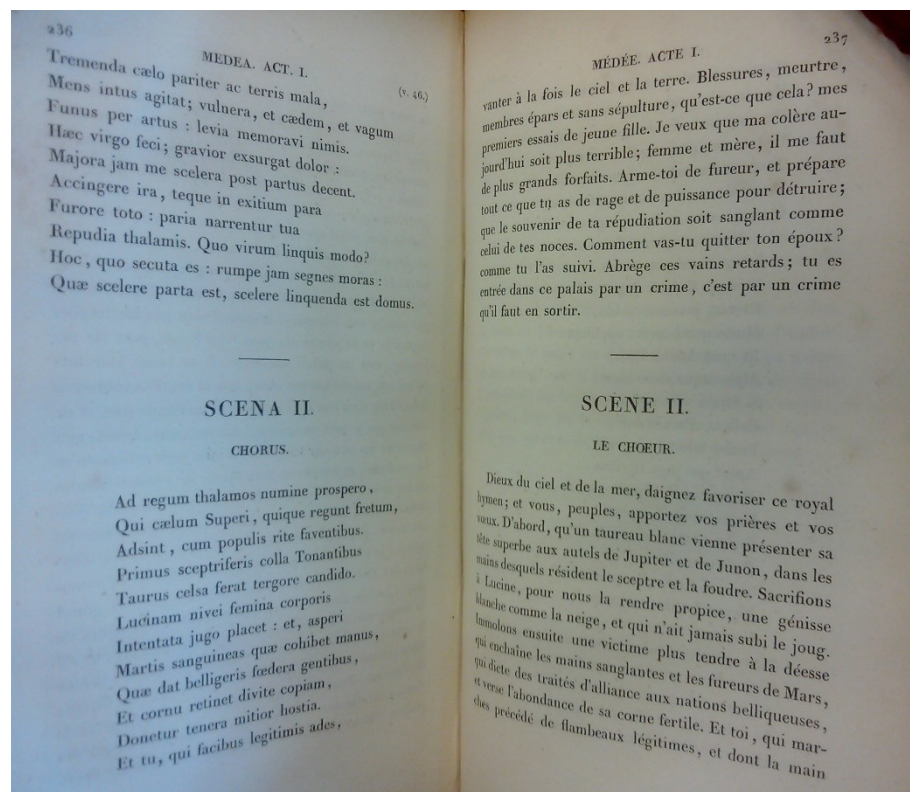 236
MEDEA. ACT. I.
Tremenda cælo pariter ac terris mala, (v. 46.)
Mens intus agitat; vulnera, et cædem, et vagum
Funus per artus : levia memoravi nimis.
Hæc virgo feci; gravior exsurgat dolor :
Majora jam me scelera post partus decent.
Accingere ira, teque in exitium para
Furore toto : paria narrentur tua
Repudia thalamis. Quo virum linquis modo?
Hoc, quo secuta es : rumpe jam segnes moras :
Quæ scelere parta est, scelere linquenda est domus.
SCENA II.
CHORUS.
Ad regum thalamos numine prospero,
Qui cælum Superi, quique regunt fretum,
Adsint, cum populis rite faventibus.
Primus sceptriferis colla Tonantibus
Taurus celsa ferat tergore candido.
Lucinam nivei femina corporis
Intentata jugo placet : et, asperi
Martis sanguineas quæ cohibet manus,
Quæ dat belligeris fœdera gentibus,
Et cornu retinet divite copiam,
Donetur tenera mitior hostia.
Et tu, qui facibus legitimis ades,
237
MÉDÉE. ACTE I.
vanter à la fois le ciel et la terre. Blessures, meurtre,
membres épars et sans sépulture, qu'est-ce que cela? mes
premiers essais de jeune fille. Je veux que ma colère au-
jourd'hui soit plus terrible; femme et mère, il me faut
de plus grands forfaits. Arme-toi de fureur, et prépare
tout ce que tu as de rage et de puissance pour détruire;
que le souvenir de ta répudiation soit sanglant comme
celui de tes noces. Comment vas-tu quitter ton époux?
comme tu l'as suivi. Abrège ces vains retards; tu es
entrée dans ce palais par un crime, c'est par un crime
qu'il faut en sortir.
SCENE II.
LE CHOEUR.
Dieux du ciel et de la mer, daignez favoriser ce royal
hymen; et vous, peuples, apportez vos prières et vos
vœux. D'abord, qu'un taureau blanc vienne présenter sa
tête superbe aux autels de Jupiter et de Junon, dans les
mains desquels résident le sceptre et la foudre. Sacrifions
à Lucine, pour nous la rendre propice, une génisse
blanche comme la neige, et qui n'ait jamais subi le joug.
Immolons ensuite une victime plus tendre à la déesse
qui enchaîne les mains sanglantes et les fureurs de Mars,
qui dicte des traités d'alliance aux nations belliqueuses,
et verse l'abondance de sa corne fertile. Et toi, qui mar-
ches précédé de flambeaux légitimes, et dont la main